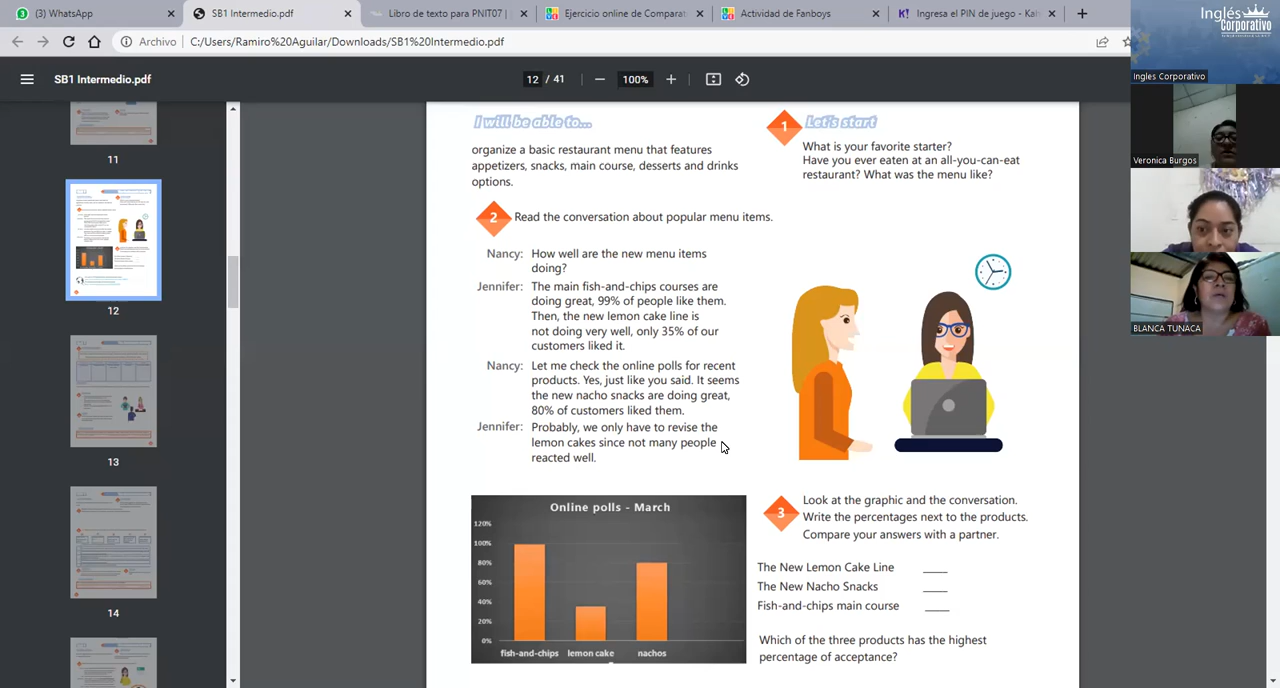 (3) WhatsApp
SB1 Intermedio.pdf
Libro de texto para PNIT07
Ejercicio online de Comparat
Actividad de Fanboys
Ingresa el PIN de juego - Kah
Archivo
C:/Users/Ramiro%20Aguilar/Downloads/SB1%20Intermedio.pdf
SB1 Intermedio.pdf
12 / 41
100%
Inglés
Corporativo
Ingles Corporativo
Veronica Burgos
BLANCA TUNACA
11
12
13
14
I will be able to...
organize a basic restaurant menu that features
appetizers, snacks, main course, desserts and drinks
options.
1
Let's start
What is your favorite starter?
Have you ever eaten at an all-you-can-eat
restaurant? What was the menu like?
2
Read the conversation about popular menu items.
Nancy: How well are the new menu items
doing?
Jennifer: The main fish-and-chips courses are
doing great, 99% of people like them.
Then, the new lemon cake line is
not doing very well, only 35% of our
customers liked it.
Nancy: Let me check the online polls for recent
products. Yes, just like you said. It seems
the new nacho snacks are doing great,
80% of customers liked them.
Jennifer: Probably, we only have to revise the
lemon cakes since not many people
reacted well.
Online polls - March
120%
100%
80%
60%
40%
20%
0%
fish-and-chips lemon cake nachos
3
Look at the graphic and the conversation.
Write the percentages next to the products.
Compare your answers with a partner.
The New Lemon Cake Line ____
The New Nacho Snacks ____
Fish-and-chips main course ____
Which of the three products has the highest
percentage of acceptance?